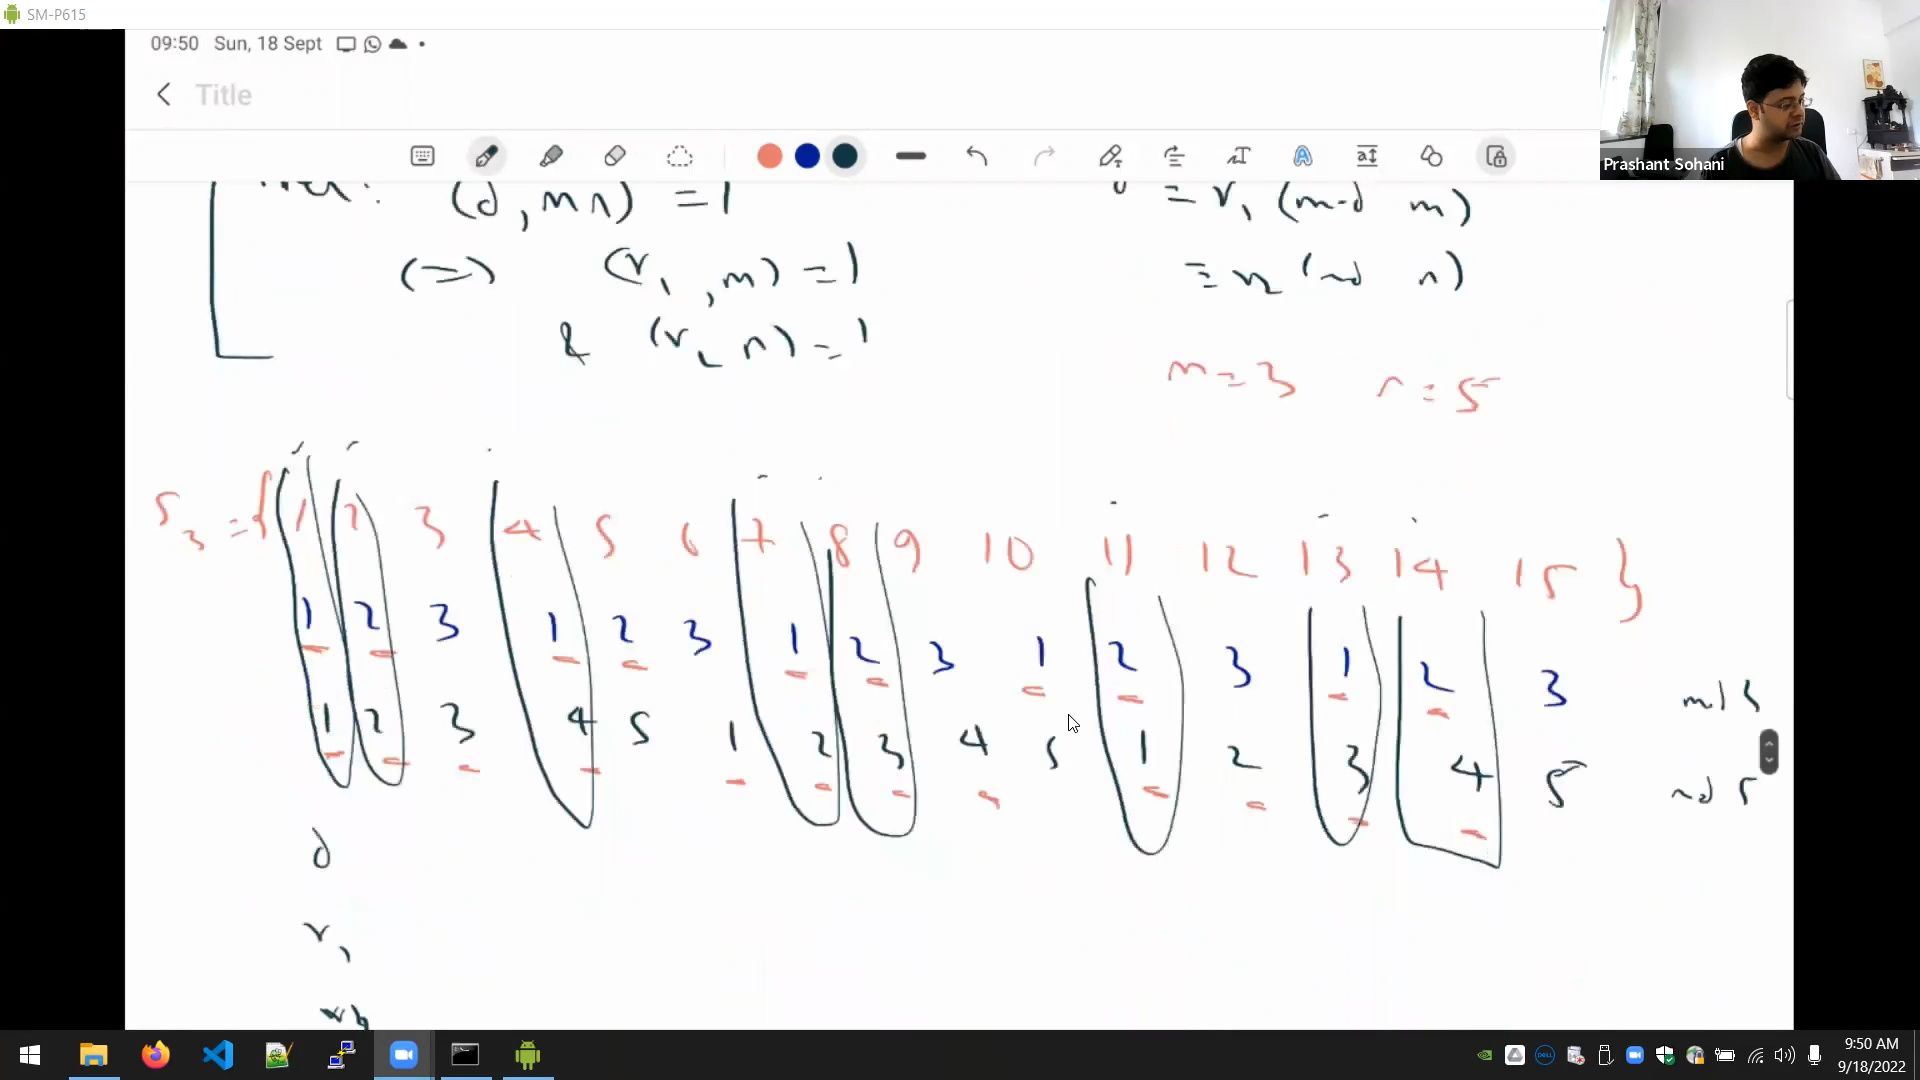 SM-P615
09:50 Sun, 18 Sept
Title
Prashant Sohani
(d, mn) = 1
≡ r₁ (mod m)
(=) (r₁, m) = 1
≡ r₂ (mod n)
& (r₂ n) = 1
m = 3 n = 5
S₃ = { 1 2 3 4 5 6 7 8 9 10 11 12 13 14 15 }
1 2 3 1 2 3 1 2 3 1 2 3 1 2 3
1 2 3 4 5 1 2 3 4 5 1 2 3 4 5 mod 5
d
r₁
9:50 AM
9/18/2022